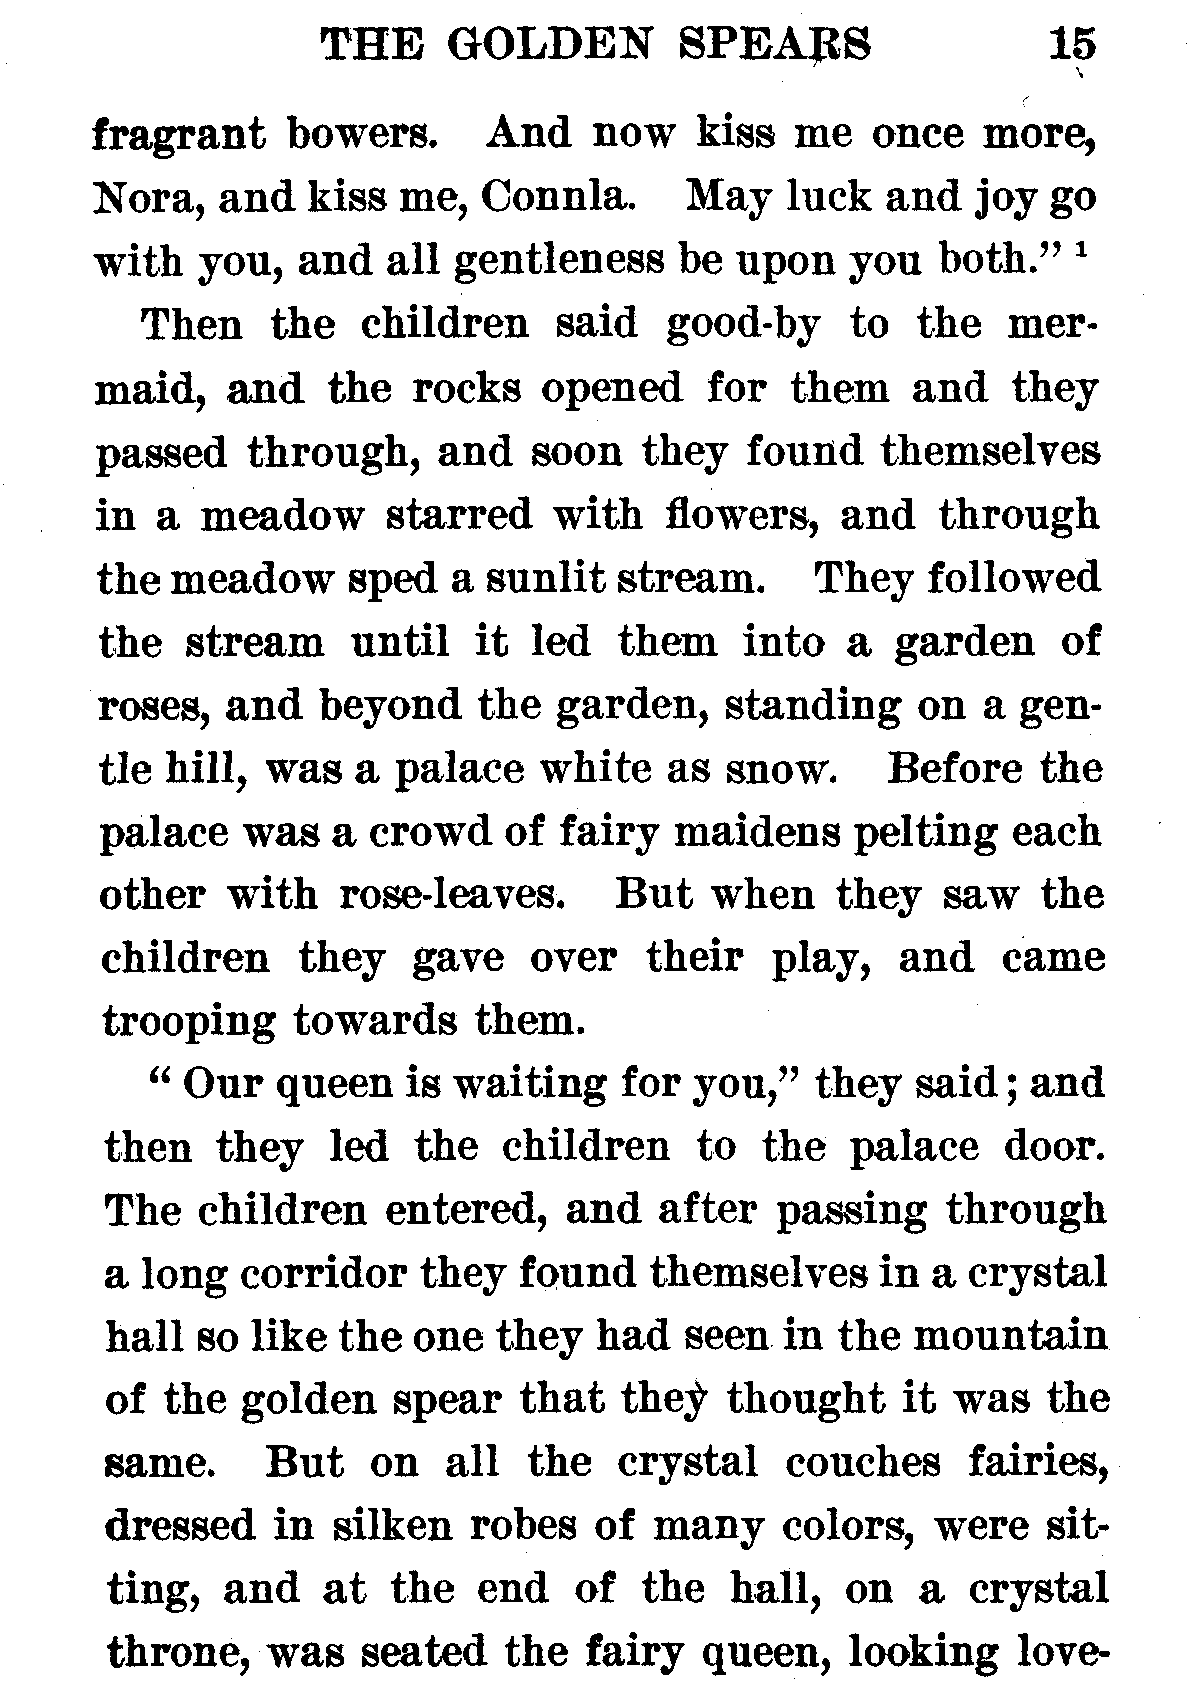 THE GOLDEN SPEARS 15
fragrant bowers. And now kiss me once more,
Nora, and kiss me, Connla. May luck and joy go
with you, and all gentleness be upon you both.” ¹
Then the children said good-by to the mer-
maid, and the rocks opened for them and they
passed through, and soon they found themselves
in a meadow starred with flowers, and through
the meadow sped a sunlit stream. They followed
the stream until it led them into a garden of
roses, and beyond the garden, standing on a gen-
tle hill, was a palace white as snow. Before the
palace was a crowd of fairy maidens pelting each
other with rose-leaves. But when they saw the
children they gave over their play, and came
trooping towards them.
“ Our queen is waiting for you,” they said ; and
then they led the children to the palace door.
The children entered, and after passing through
a long corridor they found themselves in a crystal
hall so like the one they had seen in the mountain
of the golden spear that they thought it was the
same. But on all the crystal couches fairies,
dressed in silken robes of many colors, were sit-
ting, and at the end of the hall, on a crystal
throne, was seated the fairy queen, looking love-